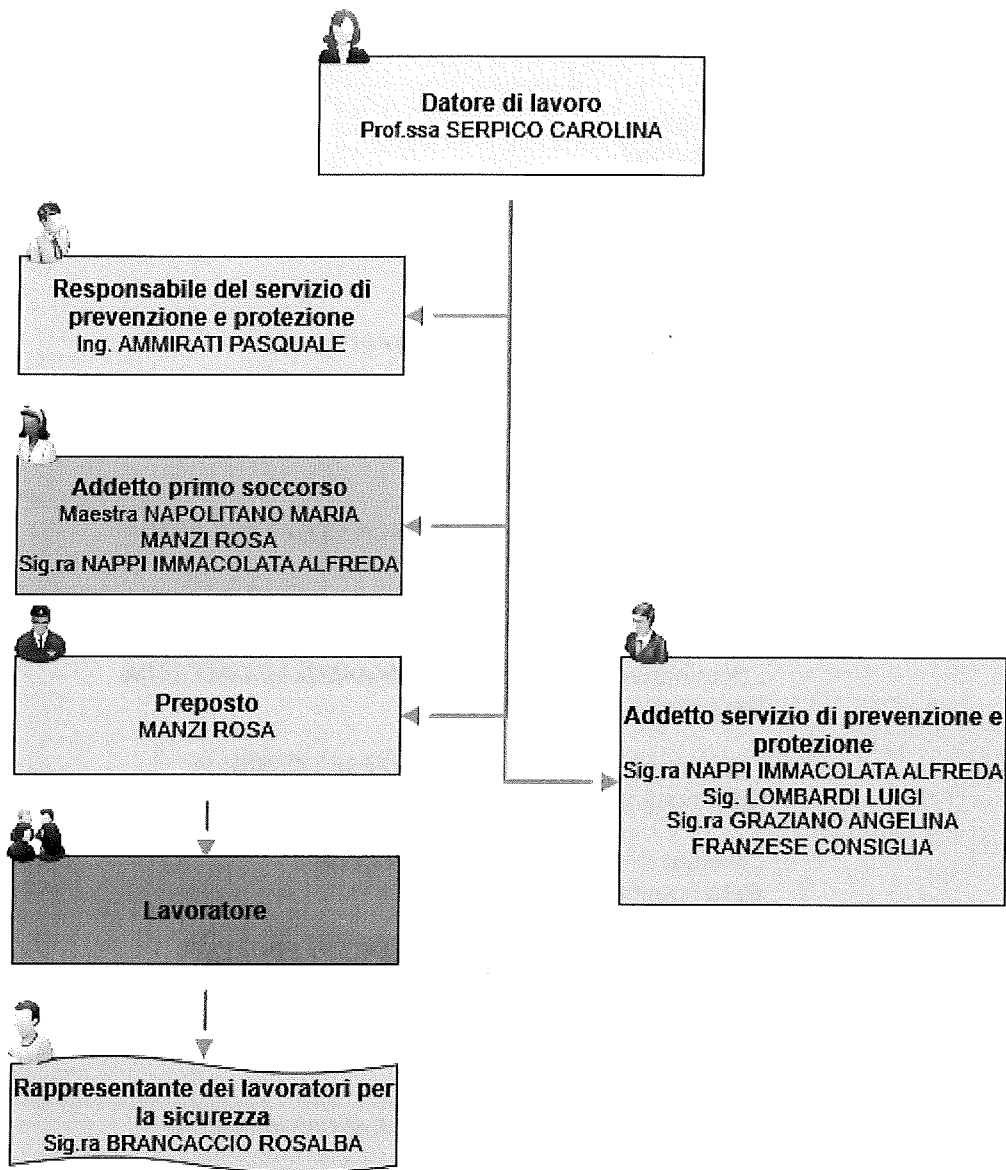 Datore di lavoro
Prof.ssa SERPICO CAROLINA
Responsabile del servizio di
prevenzione e protezione
Ing. AMMIRATI PASQUALE
Addetto primo soccorso
Maestra NAPOLITANO MARIA
MANZI ROSA
Sig.ra NAPPI IMMACOLATA ALFREDA
Preposto
MANZI ROSA
Addetto servizio di prevenzione e
protezione
Sig.ra NAPPI IMMACOLATA ALFREDA
Sig. LOMBARDI LUIGI
Sig.ra GRAZIANO ANGELINA
FRANZESE CONSIGLIA
Lavoratore
Rappresentante dei lavoratori per
la sicurezza
Sig.ra BRANCACCIO ROSALBA